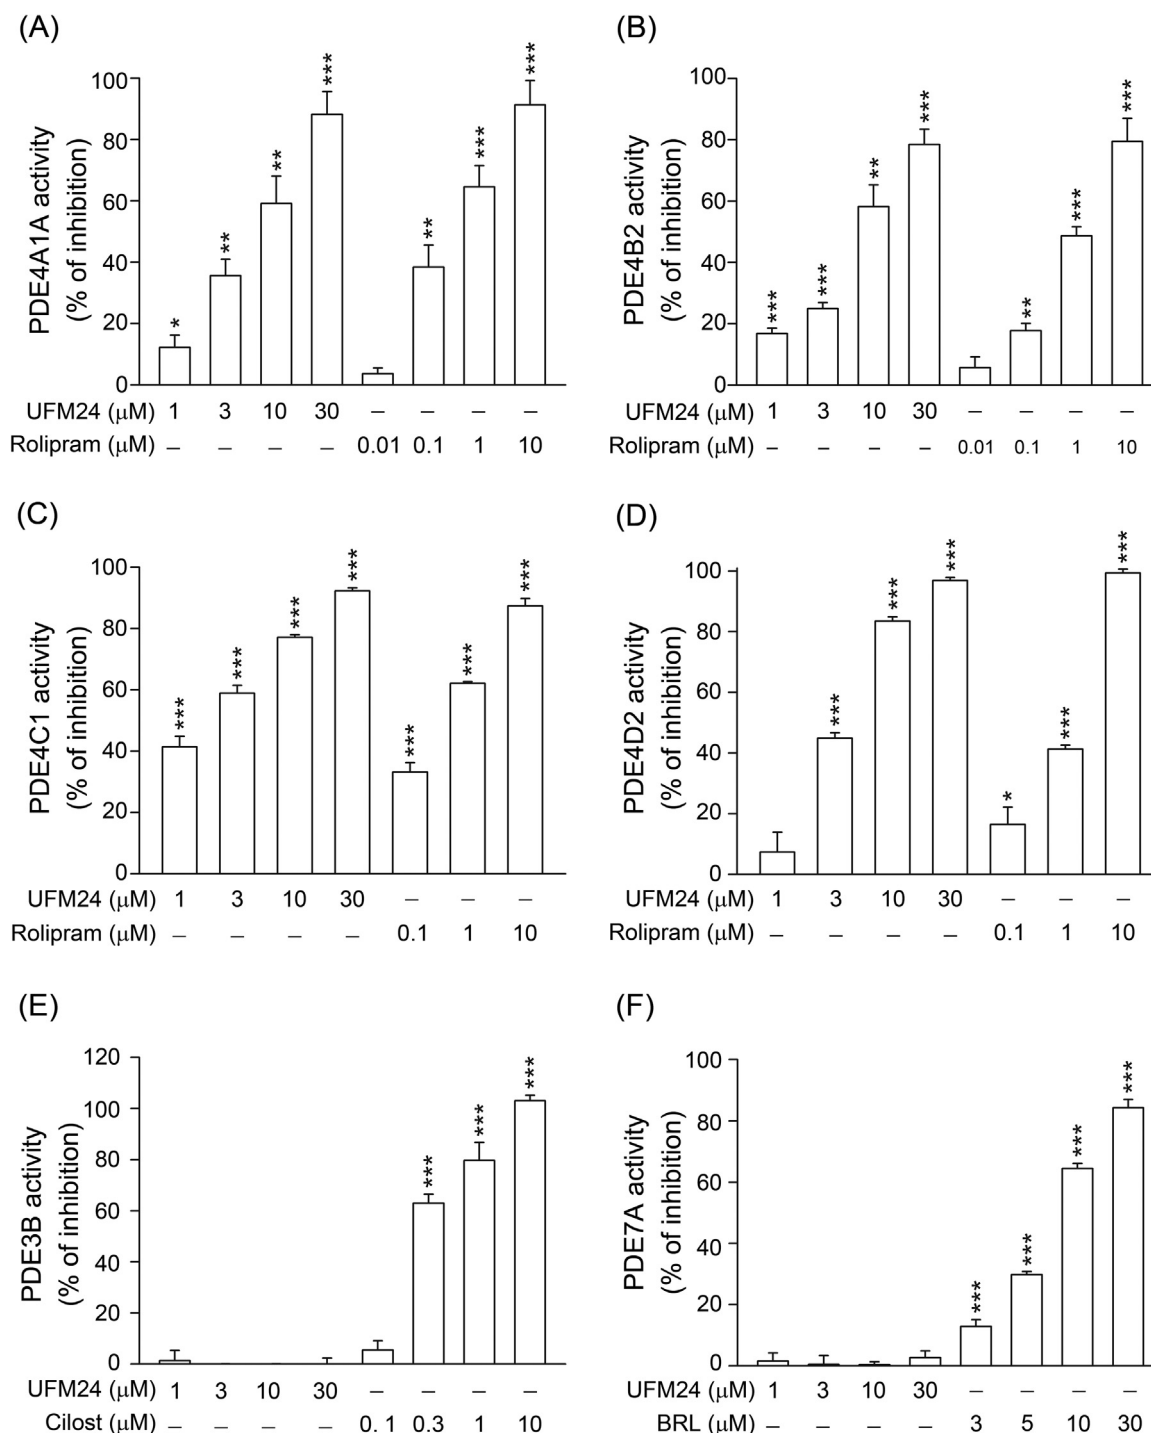 (A)
PDE4A1A activity
(% of inhibition)
100
80
60
40
20
0
* ** ** *** ** *** ***
UFM24 (μM) 1 3 10 30 – – – –
Rolipram (μM) – – – – 0.01 0.1 1 10
(B)
PDE4B2 activity
(% of inhibition)
100
80
60
40
20
0
*** *** ** *** ** *** ***
UFM24 (μM) 1 3 10 30 – – – –
Rolipram (μM) – – – – 0.01 0.1 1 10
(C)
PDE4C1 activity
(% of inhibition)
100
80
60
40
20
0
*** *** *** *** *** *** ***
UFM24 (μM) 1 3 10 30 – – –
Rolipram (μM) – – – – 0.1 1 10
(D)
PDE4D2 activity
(% of inhibition)
100
80
60
40
20
0
*** *** *** * *** ***
UFM24 (μM) 1 3 10 30 – – –
Rolipram (μM) – – – – 0.1 1 10
(E)
PDE3B activity
(% of inhibition)
120
100
80
60
40
20
0
*** *** ***
UFM24 (μM) 1 3 10 30 – – – –
Cilost (μM) – – – – 0. 1 0.3 1 10
(F)
PDE7A activity
(% of inhibition)
100
80
60
40
20
0
*** *** *** ***
UFM24 (μM) 1 3 10 30 – – – –
BRL (μM) – – – – 3 5 10 30